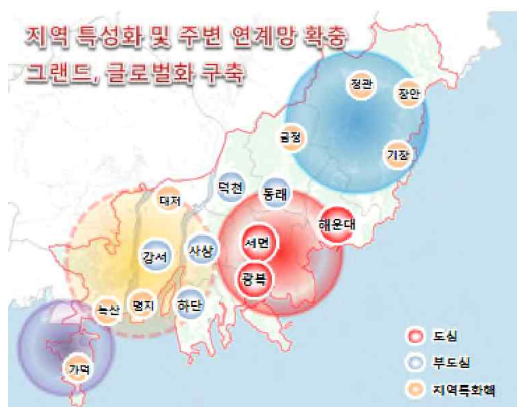 지역 특성화 및 주변 연계망 확충
그랜드, 글로벌화 구축
정관
장안
금정
기장
덕천
동래
대저
해운대
서면
사상
강서
광복
녹산
명지
하단
가덕
도심
부도심
지역특화핵